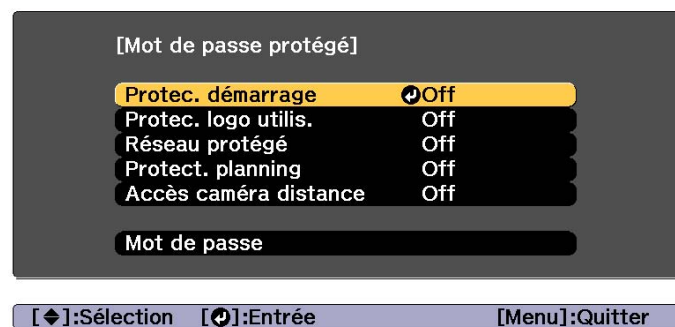 [Mot de passe protégé]
Protec. démarrage Off
Protec. logo utilis. Off
Réseau protégé Off
Protect. planning Off
Accès caméra distance Off
Mot de passe
[◆]:Sélection [↵]:Entrée [Menu]:Quitter